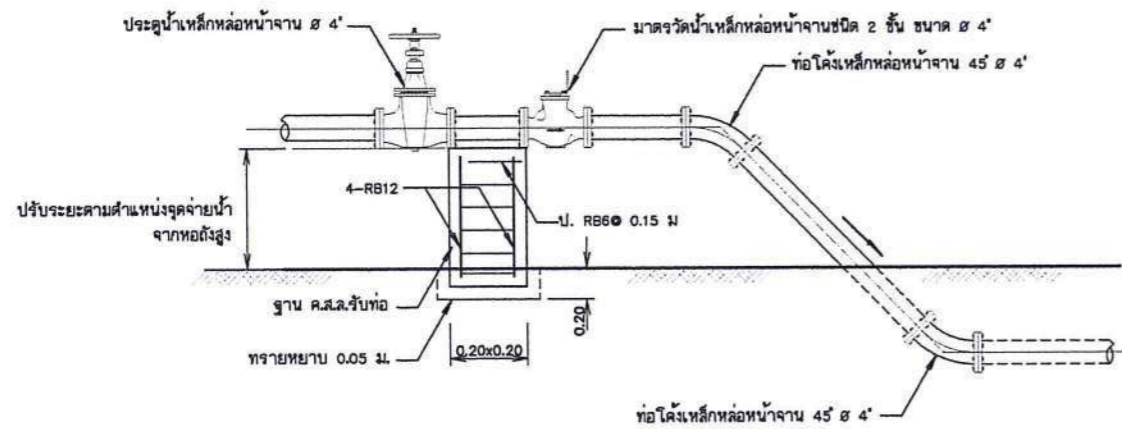 ประตูน้ำเหล็กหล่อหน้าจาน ø 4"
มาตรวัดน้ำเหล็กหล่อหน้าจานชนิด 2 ชั้น ขนาด ø 4"
ท่อโค้งเหล็กหล่อหน้าจาน 45° ø 4"
4-RB12
ปรับระยะตามตำแหน่งจุดจ่ายน้ำ
จากหอถังสูง
ป. RB6@ 0.15 ม
ฐาน ค.ส.ล.รับท่อ
0.20
ทรายหยาบ 0.05 ม.
0.20x0.20
ท่อโค้งเหล็กหล่อหน้าจาน 45° ø 4"